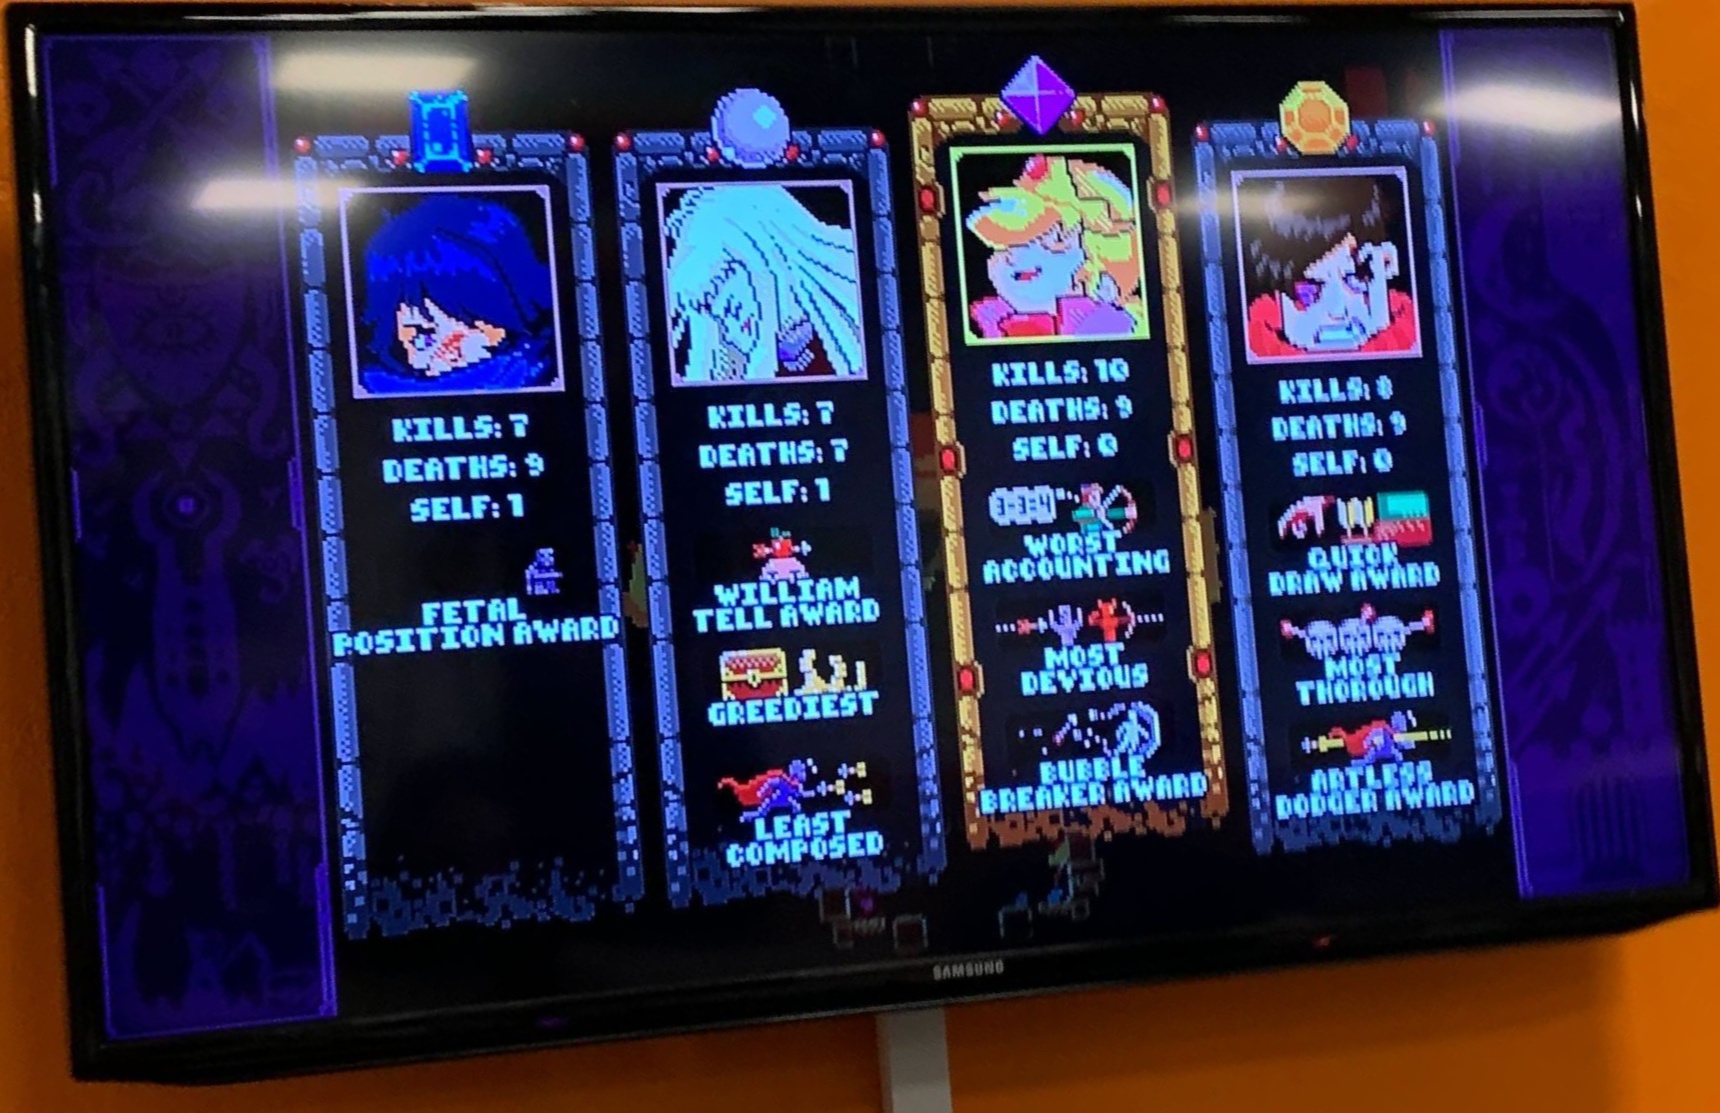 KILLS: 7
DEATHS: 9
SELF: 1
FETAL
POSITION AWARD
KILLS: 7
DEATHS: 7
SELF: 1
WILLIAM
TELL AWARD
GREEDIEST
LEAST
COMPOSED
KILLS: 10
DEATHS: 9
SELF: 0
WORST
ACCOUNTING
MOST
DEVIOUS
BUBBLE
BREAKER AWARD
KILLS: 8
DEATHS: 9
SELF: 0
QUICK
DRAW AWARD
MOST
THOROUGH
ARTLESS
DODGER AWARD
SAMSUNG